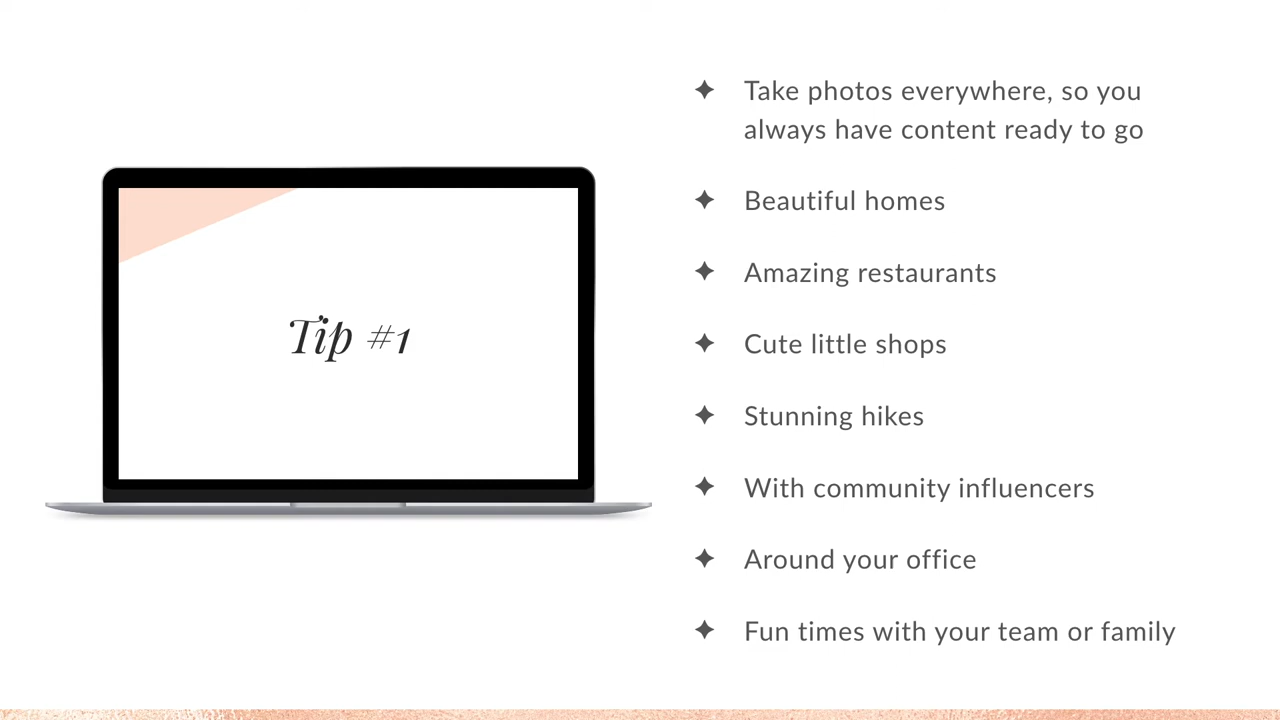 Tip #1
Take photos everywhere, so you
always have content ready to go
Beautiful homes
Amazing restaurants
Cute little shops
Stunning hikes
With community influencers
Around your office
Fun times with your team or family